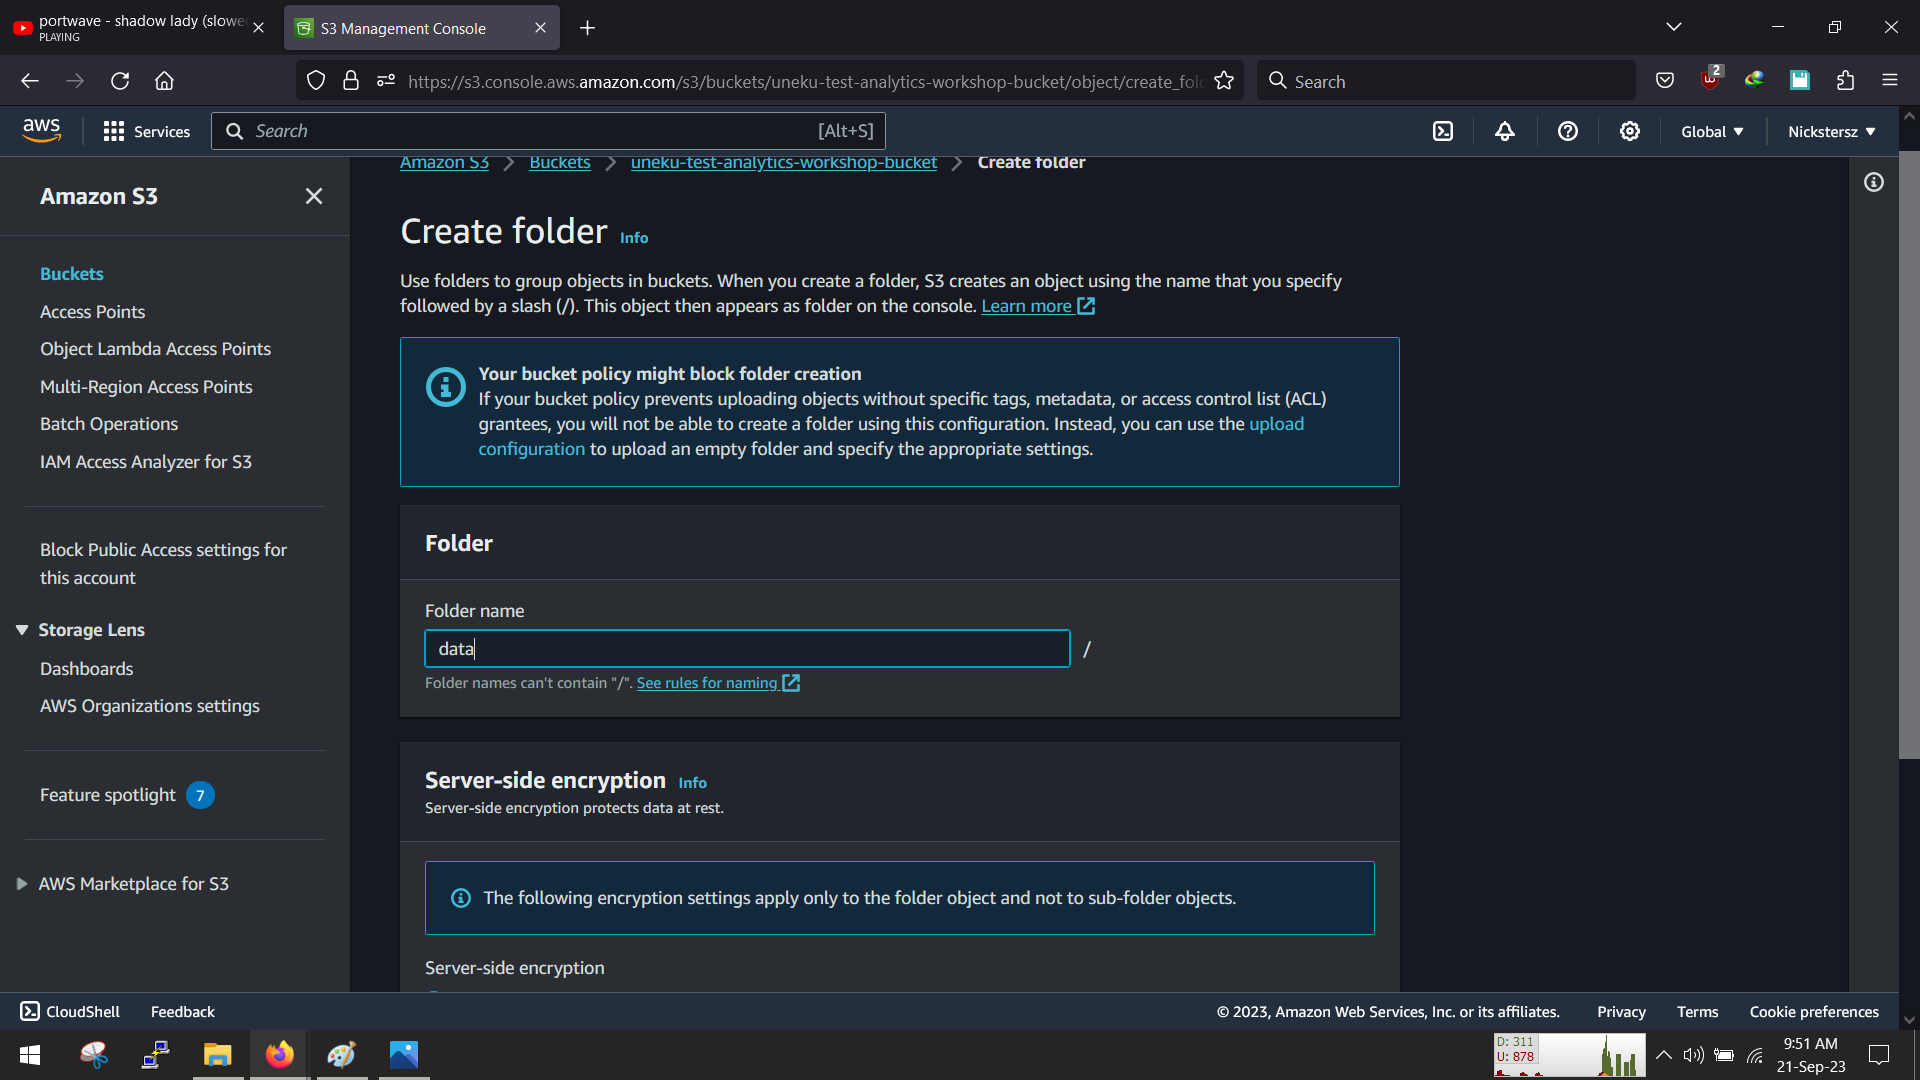 portwave - shadow lady (slowe
PLAYING
S3 Management Console
https://s3.console.aws.amazon.com/s3/buckets/uneku-test-analytics-workshop-bucket/object/create_fol
Search
2
aws
Services
Search
[Alt+S]
Global
Nickstersz
Amazon S3
Buckets
Access Points
Object Lambda Access Points
Multi-Region Access Points
Batch Operations
IAM Access Analyzer for S3
Block Public Access settings for
this account
Storage Lens
Dashboards
AWS Organizations settings
Feature spotlight 7
AWS Marketplace for S3
Amazon S3 > Buckets > uneku-test-analytics-workshop-bucket > Create folder
Create folder Info
Use folders to group objects in buckets. When you create a folder, S3 creates an object using the name that you specify
followed by a slash (/). This object then appears as folder on the console. Learn more
Your bucket policy might block folder creation
If your bucket policy prevents uploading objects without specific tags, metadata, or access control list (ACL)
grantees, you will not be able to create a folder using this configuration. Instead, you can use the upload
configuration to upload an empty folder and specify the appropriate settings.
Folder
Folder name
data /
Folder names can't contain "/". See rules for naming
Server-side encryption Info
Server-side encryption protects data at rest.
The following encryption settings apply only to the folder object and not to sub-folder objects.
Server-side encryption
CloudShell
Feedback
© 2023, Amazon Web Services, Inc. or its affiliates.
Privacy
Terms
Cookie preferences
D: 311
U: 878
9:51 AM
21-Sep-23